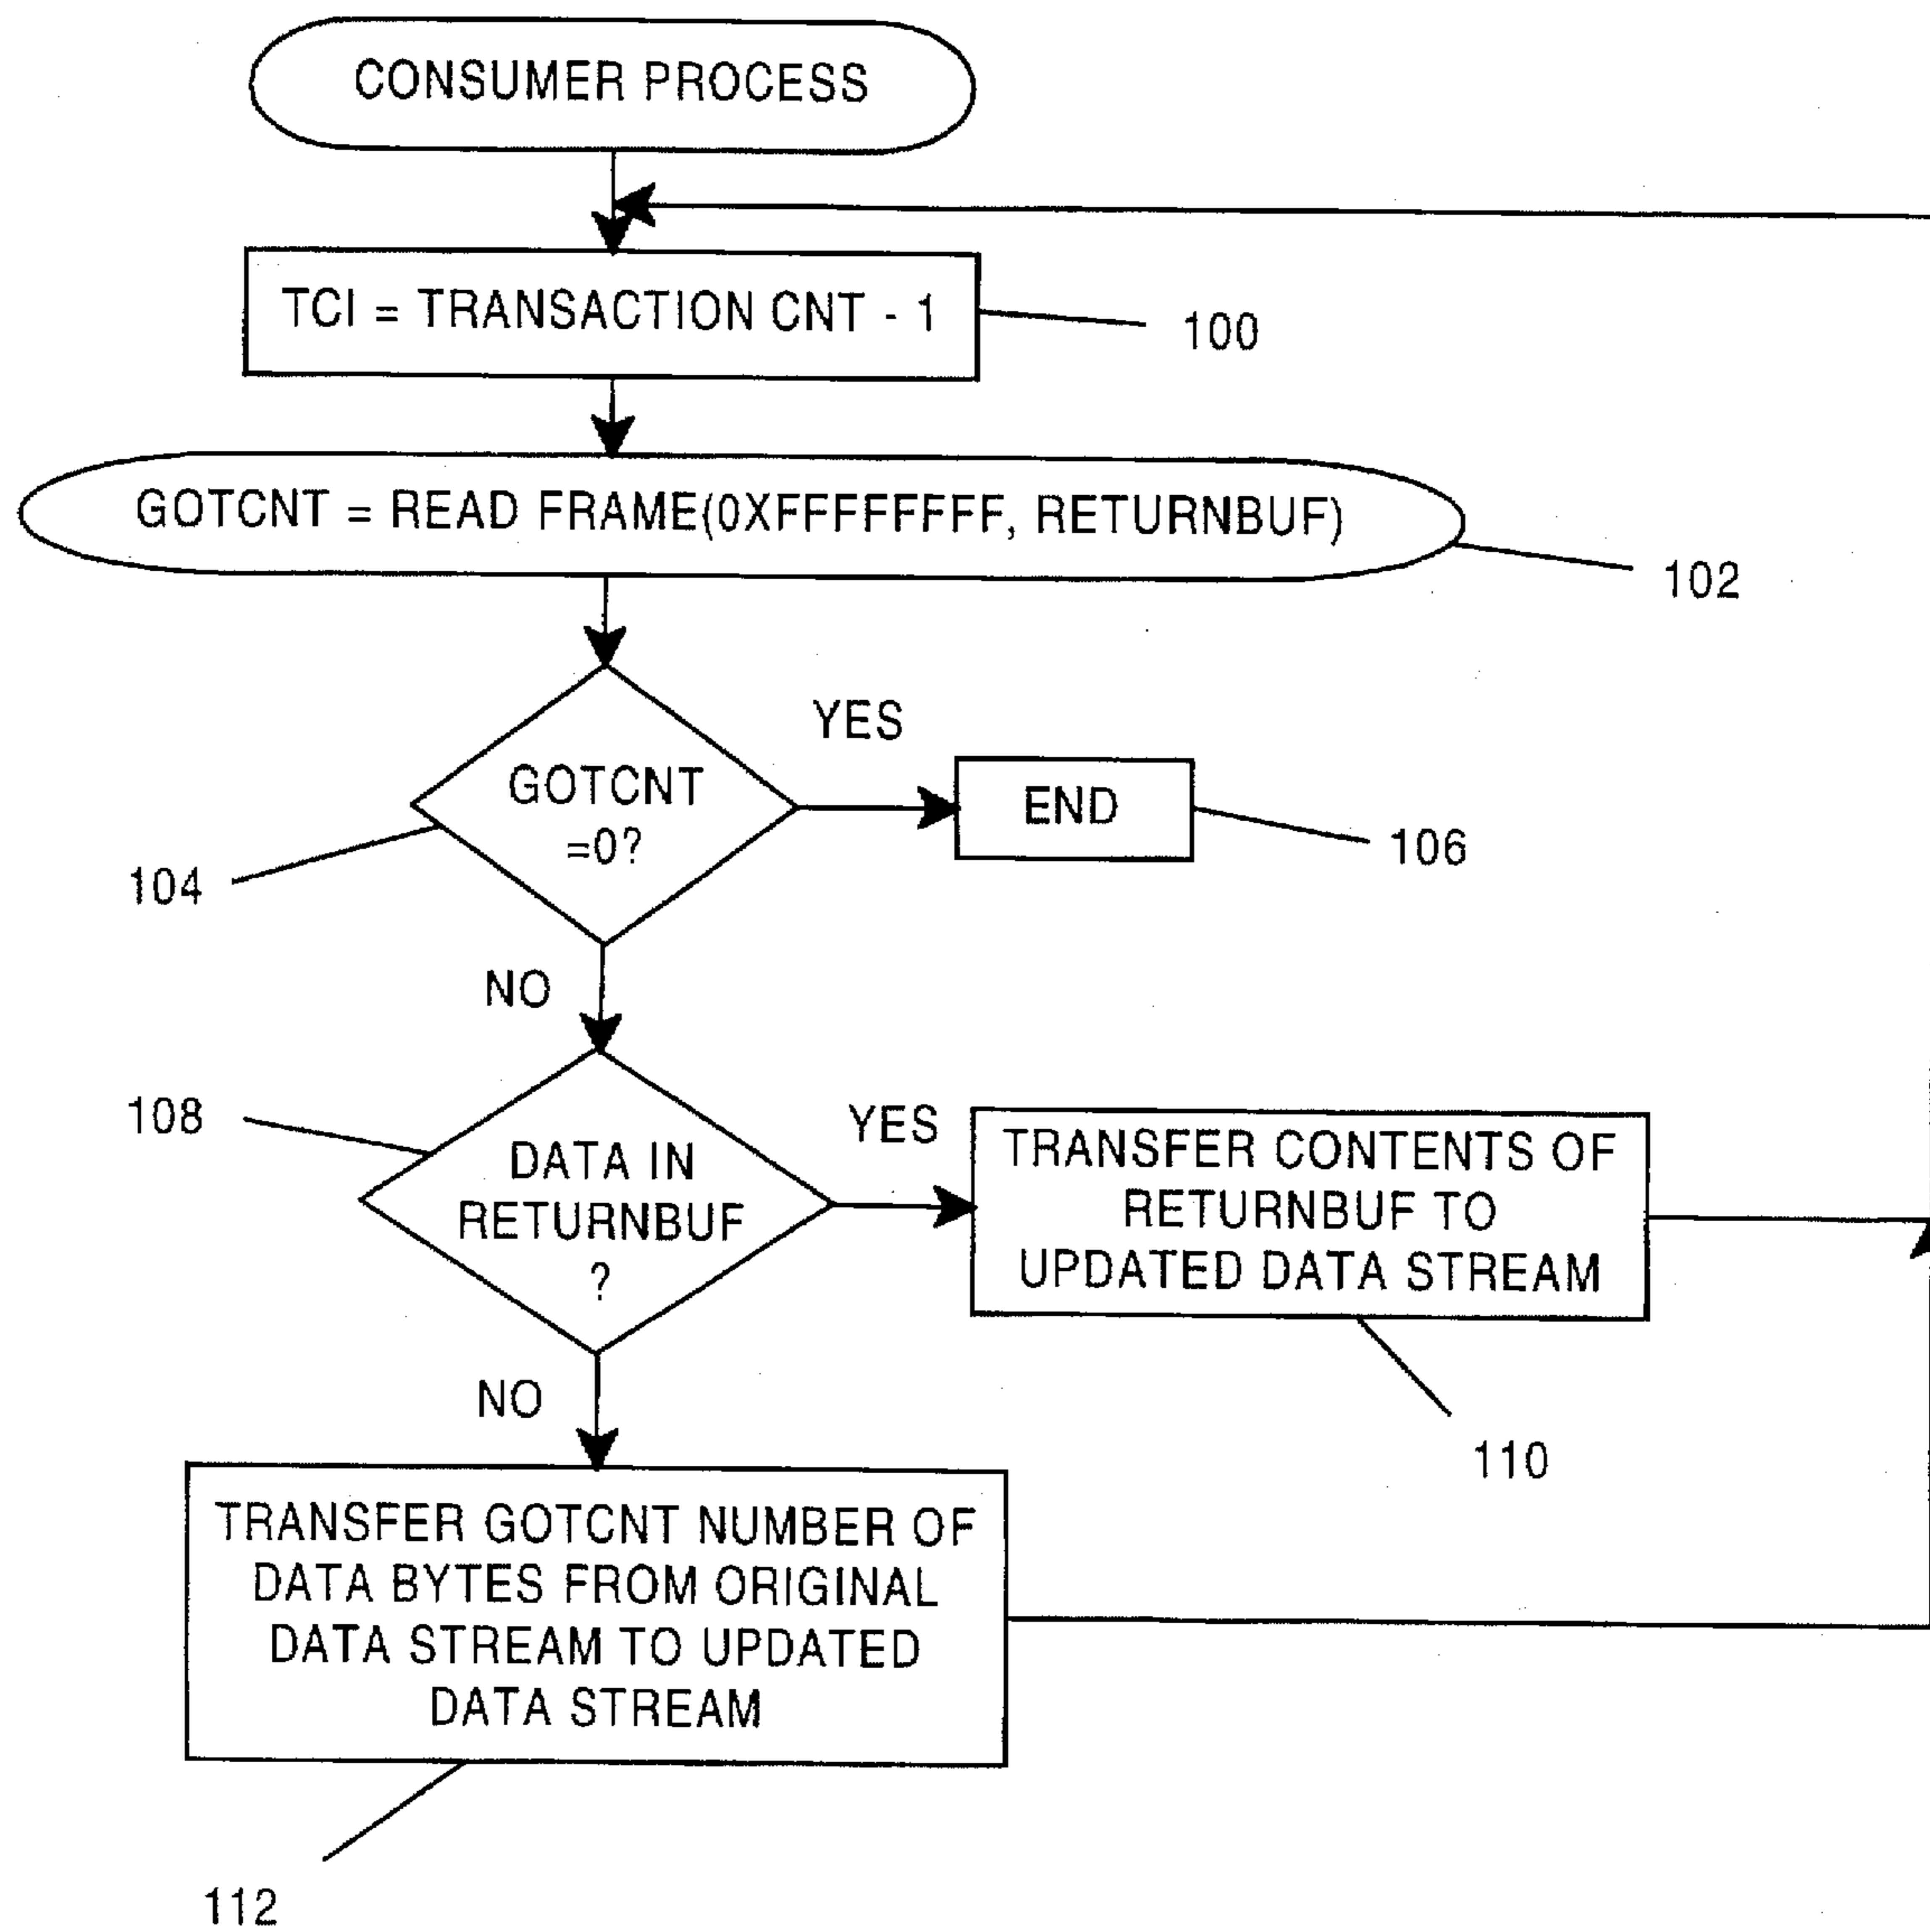 CONSUMER PROCESS
TCI = TRANSACTION CNT - 1
100
GOTCNT = READ FRAME(0XFFFFFFFF, RETURNBUF)
102
YES
GOTCNT
=0?
END
104
106
NO
108
YES
DATA IN
RETURNBUF
?
TRANSFER CONTENTS OF
RETURNBUF TO
UPDATED DATA STREAM
NO
110
TRANSFER GOTCNT NUMBER OF
DATA BYTES FROM ORIGINAL
DATA STREAM TO UPDATED
DATA STREAM
112